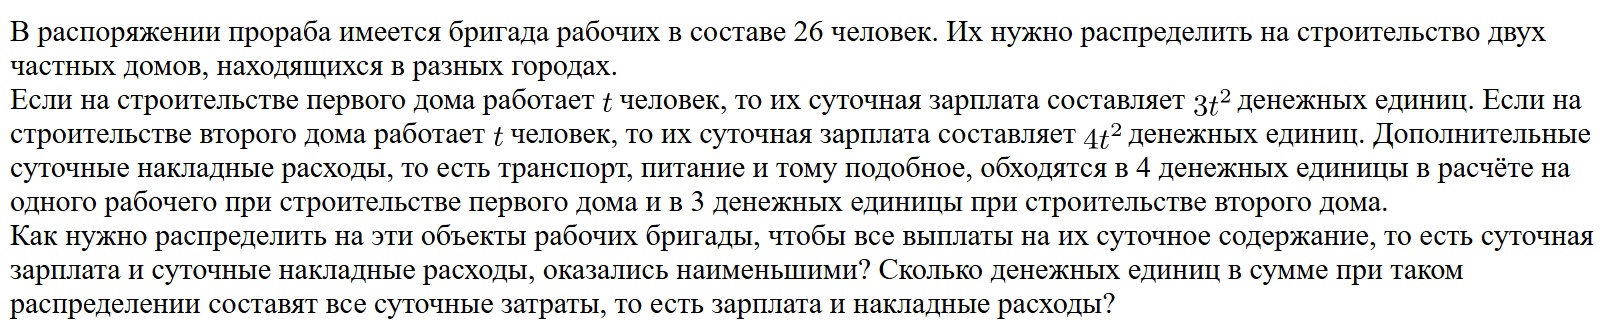 В распоряжении прораба имеется бригада рабочих в составе 26 человек. Их нужно распределить на строительство двух
частных домов, находящихся в разных городах.
Если на строительстве первого дома работает t человек, то их суточная зарплата составляет 3t² денежных единиц. Если на
строительстве второго дома работает t человек, то их суточная зарплата составляет 4t² денежных единиц. Дополнительные
суточные накладные расходы, то есть транспорт, питание и тому подобное, обходятся в 4 денежных единицы в расчёте на
одного рабочего при строительстве первого дома и в 3 денежных единицы при строительстве второго дома.
Как нужно распределить на эти объекты рабочих бригады, чтобы все выплаты на их суточное содержание, то есть суточная
зарплата и суточные накладные расходы, оказались наименьшими? Сколько денежных единиц в сумме при таком
распределении составят все суточные затраты, то есть зарплата и накладные расходы?